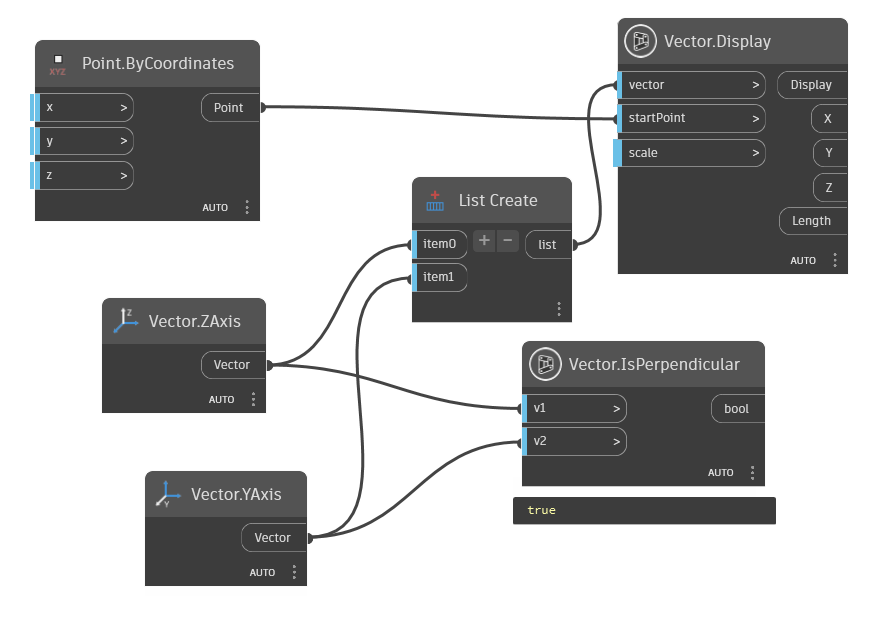 XYZ
Point.ByCoordinates
x >
Point
y >
z >
AUTO
Vector.Display
vector >
Display
startPoint >
X
scale >
Y
Z
Length
AUTO
List Create
item0
+ -
list
item1
Z
Vector.ZAxis
Vector
AUTO
Vector.IsPerpendicular
v1 >
bool
v2 >
AUTO
true
Y
Vector.YAxis
Vector
AUTO